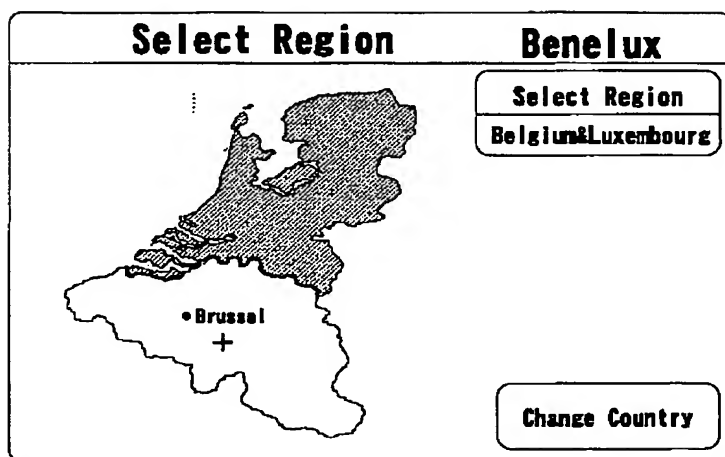 Select Region
Benelux
Select Region
Belgium&Luxembourg
Brussel
Change Country